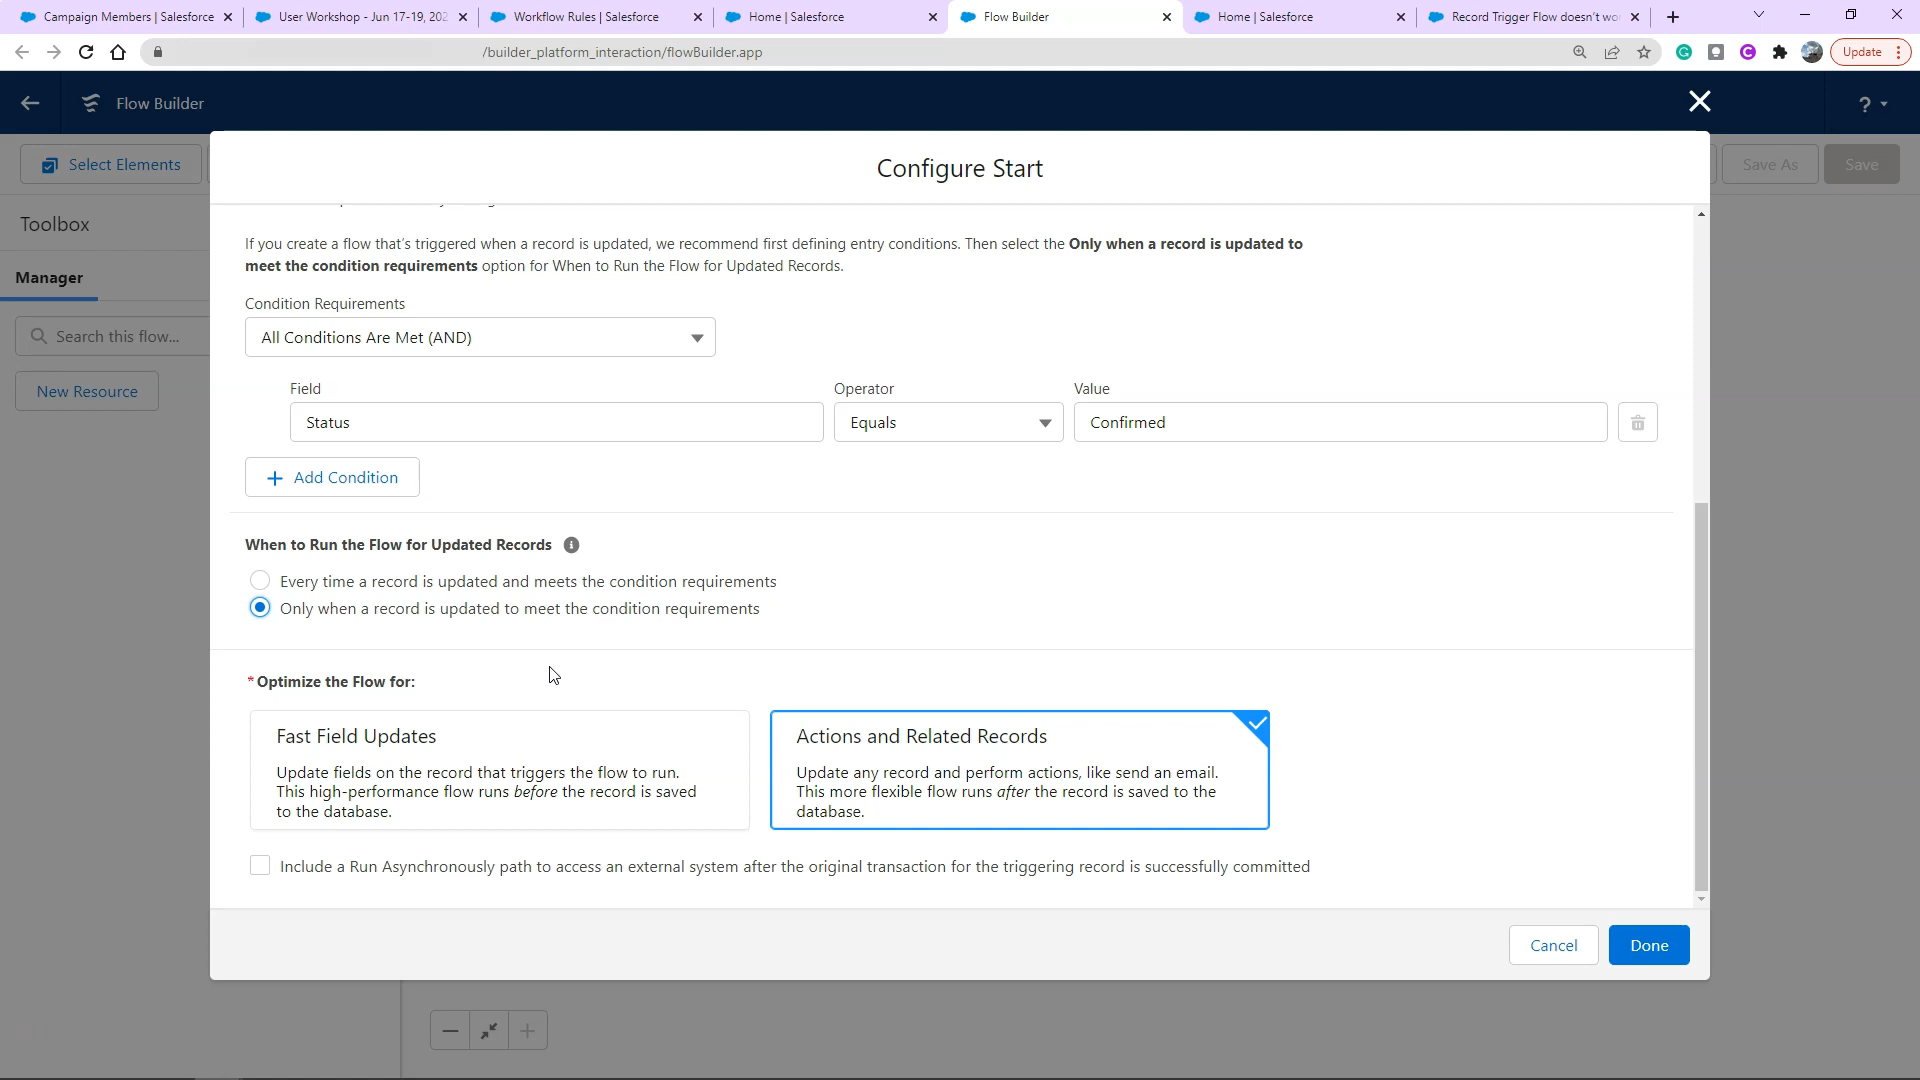 Campaign Members | Salesforce
User Workshop - Jun 17-19, 202
Workflow Rules | Salesforce
Home | Salesforce
Flow Builder
Home | Salesforce
Record Trigger Flow doesn't wo
/builder_platform_interaction/flowBuilder.app
Update
Flow Builder
?
Select Elements
Configure Start
Save As
Save
Toolbox
If you create a flow that's triggered when a record is updated, we recommend first defining entry conditions. Then select the Only when a record is updated to
meet the condition requirements option for When to Run the Flow for Updated Records.
Manager
Condition Requirements
Search this flow...
All Conditions Are Met (AND)
New Resource
Field
Operator
Value
Status
Equals
Confirmed
+ Add Condition
When to Run the Flow for Updated Records
Every time a record is updated and meets the condition requirements
Only when a record is updated to meet the condition requirements
* Optimize the Flow for:
Fast Field Updates
Update fields on the record that triggers the flow to run.
This high-performance flow runs before the record is saved
to the database.
Actions and Related Records
Update any record and perform actions, like send an email.
This more flexible flow runs after the record is saved to the
database.
Include a Run Asynchronously path to access an external system after the original transaction for the triggering record is successfully committed
Cancel
Done